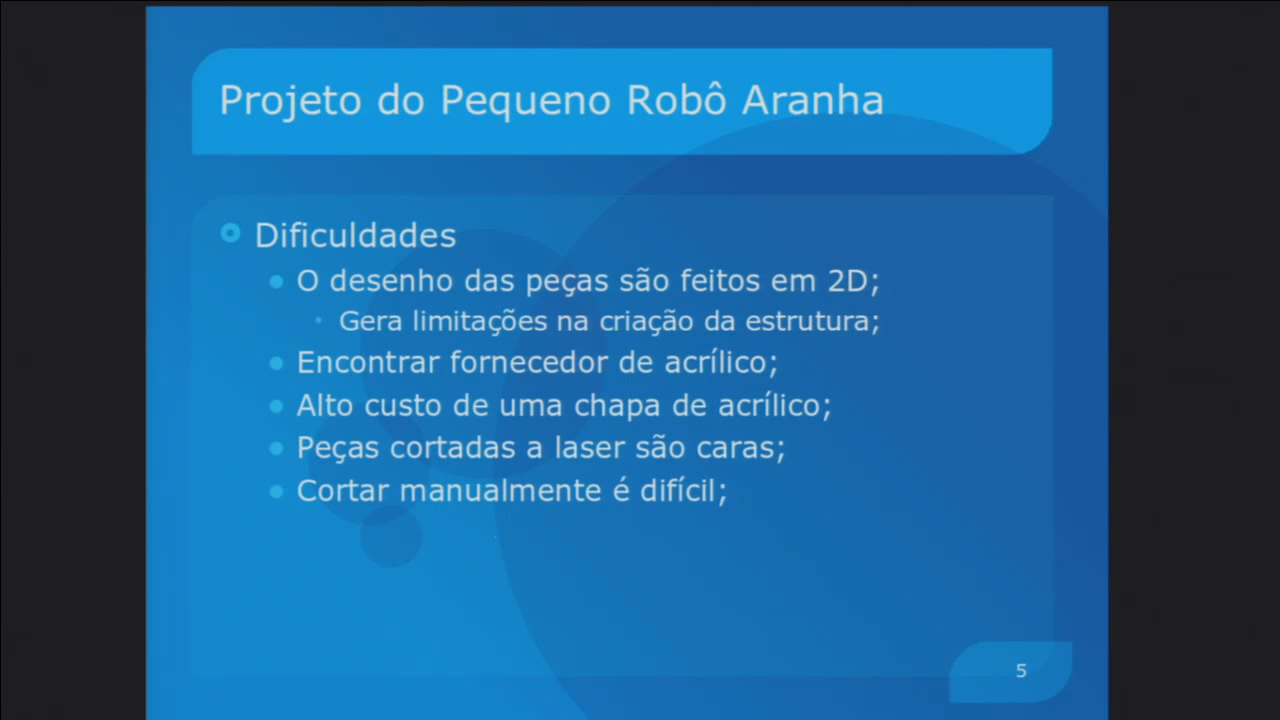 Projeto do Pequeno Robô Aranha
Dificuldades
O desenho das peças são feitos em 2D;
Gera limitações na criação da estrutura;
Encontrar fornecedor de acrílico;
Alto custo de uma chapa de acrílico;
Peças cortadas a laser são caras;
Cortar manualmente é difícil;
5